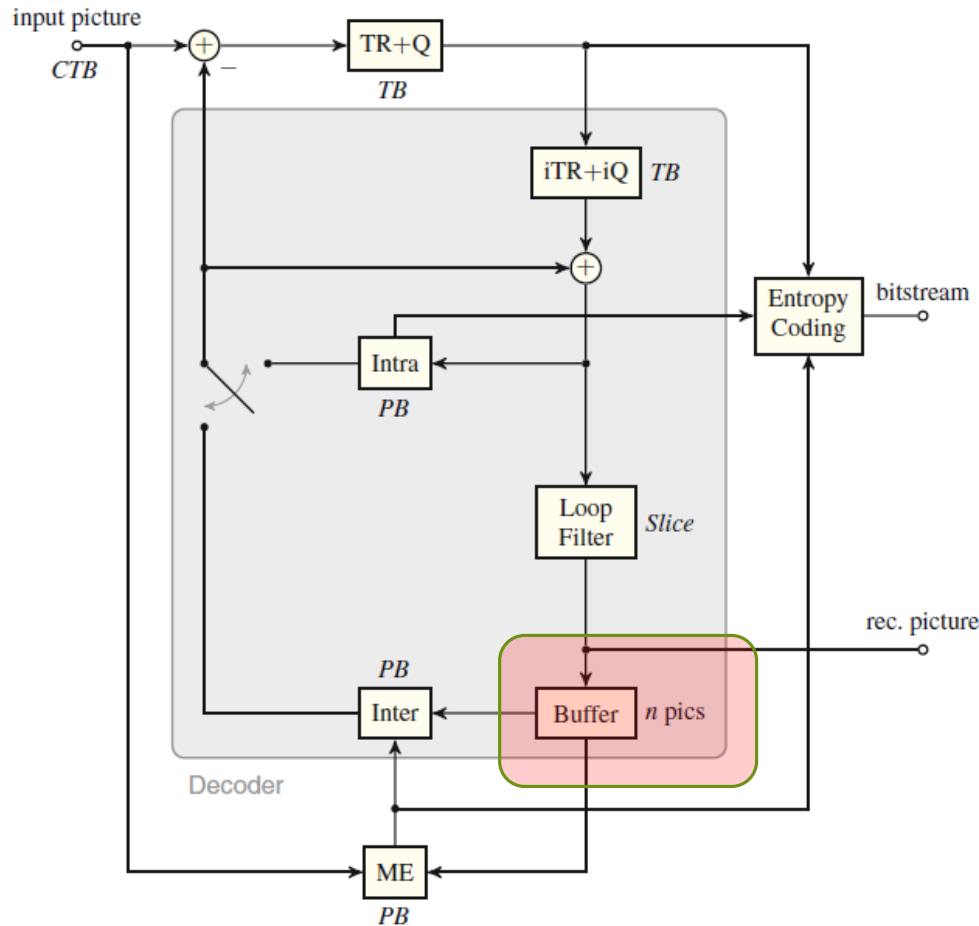 input picture
CTB
+
−
TR+Q
TB
iTR+iQ
TB
+
Entropy
Coding
bitstream
Intra
PB
Loop
Filter
Slice
rec. picture
PB
Inter
Buffer
n pics
Decoder
ME
PB